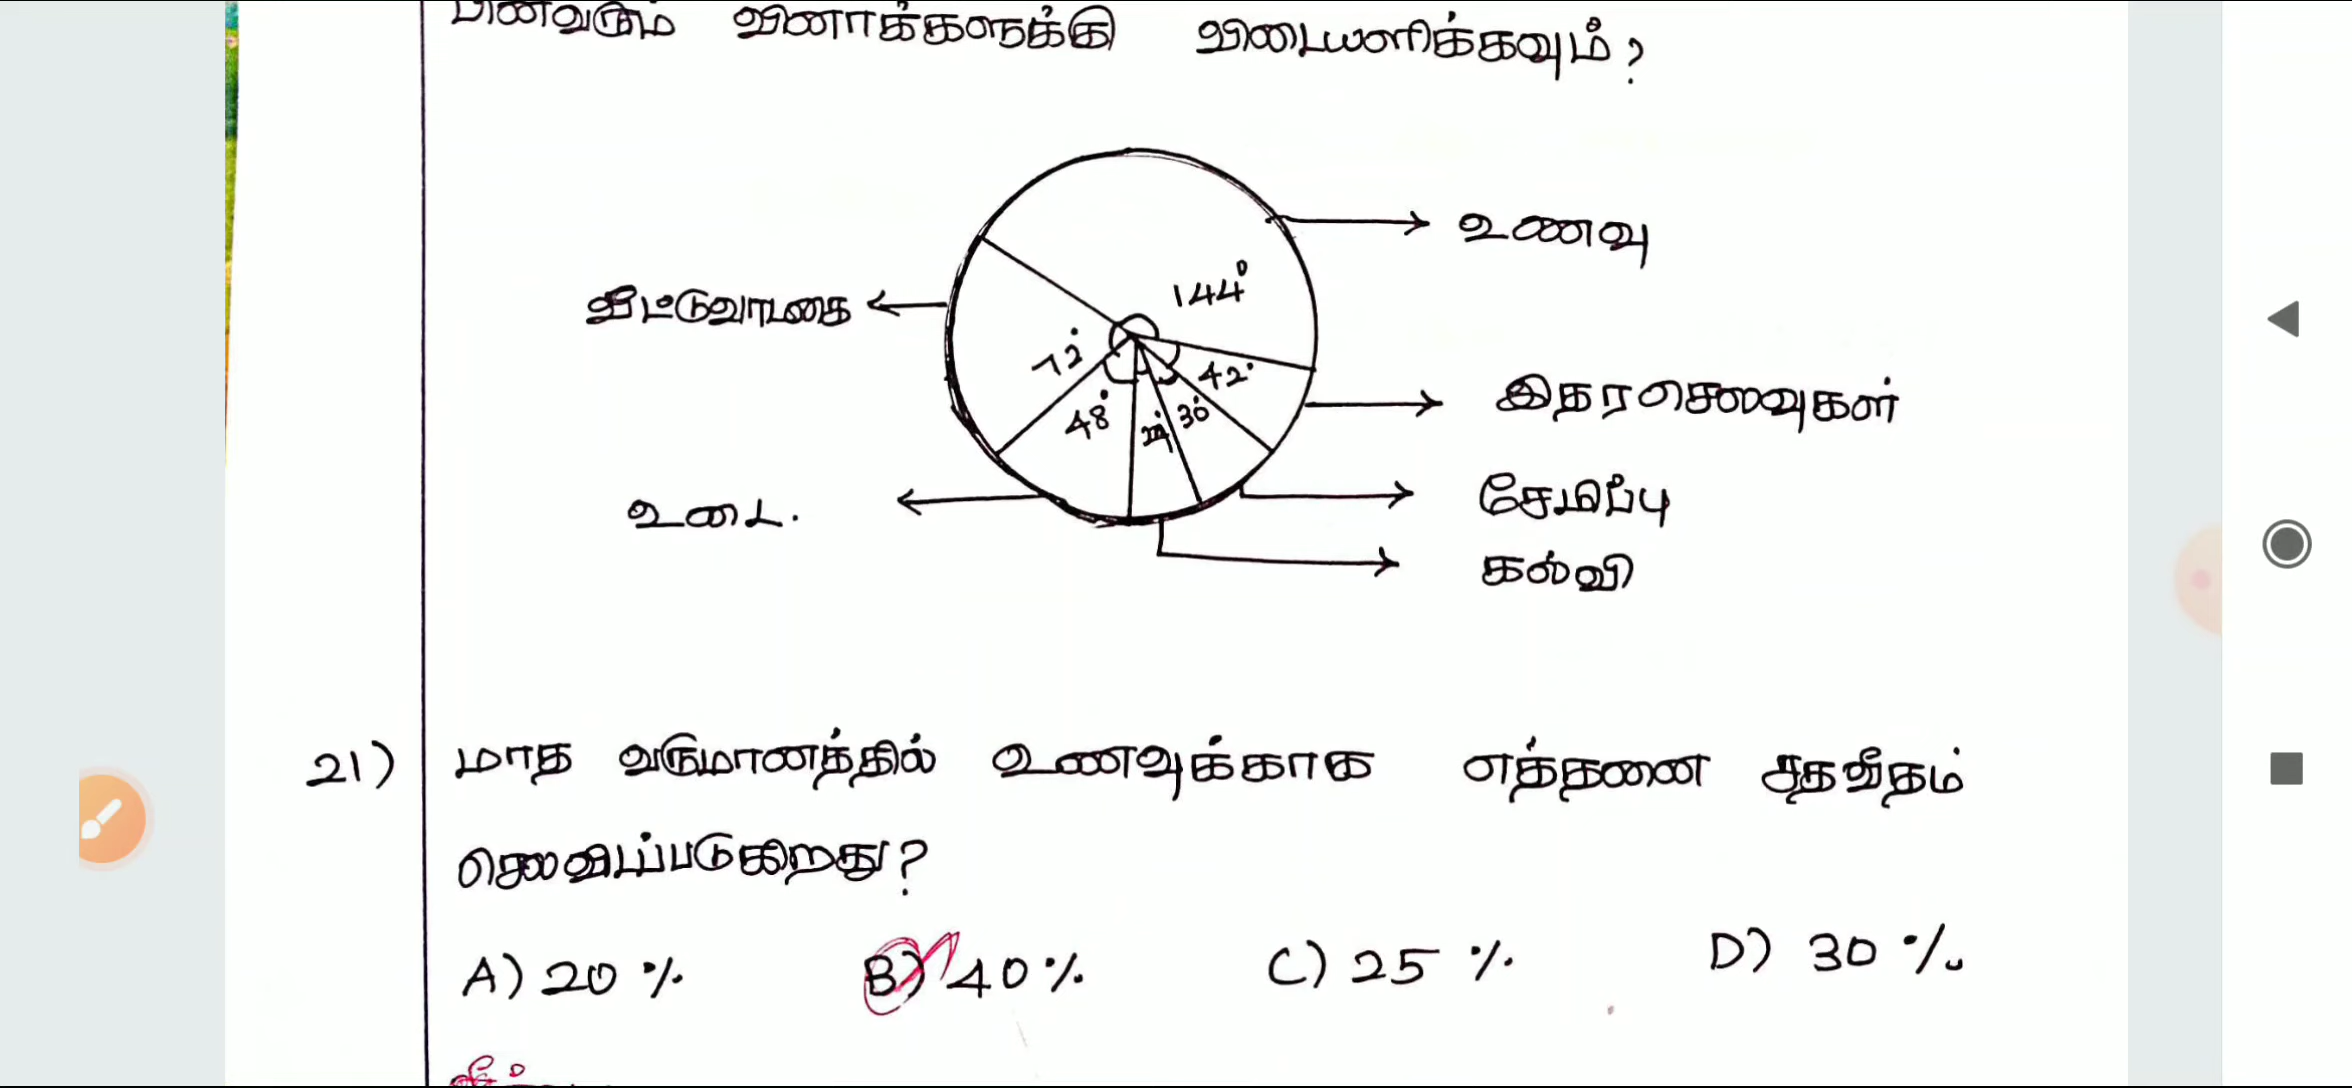 பின்வரும் வினாக்களுக்கு விடையளிக்கவும்?
144°
உணவு
வீட்டுவாடகை
72°
42°
48°
30°
இதரசெலவுகள்
சேமிப்பு
உடை.
கல்வி
21) மாத வருமானத்தில் உணவுக்காக எத்தனை சதவீதம்
செலவிடப்படுகிறது?
A) 20 % B) 40 % C) 25 % D) 30 %